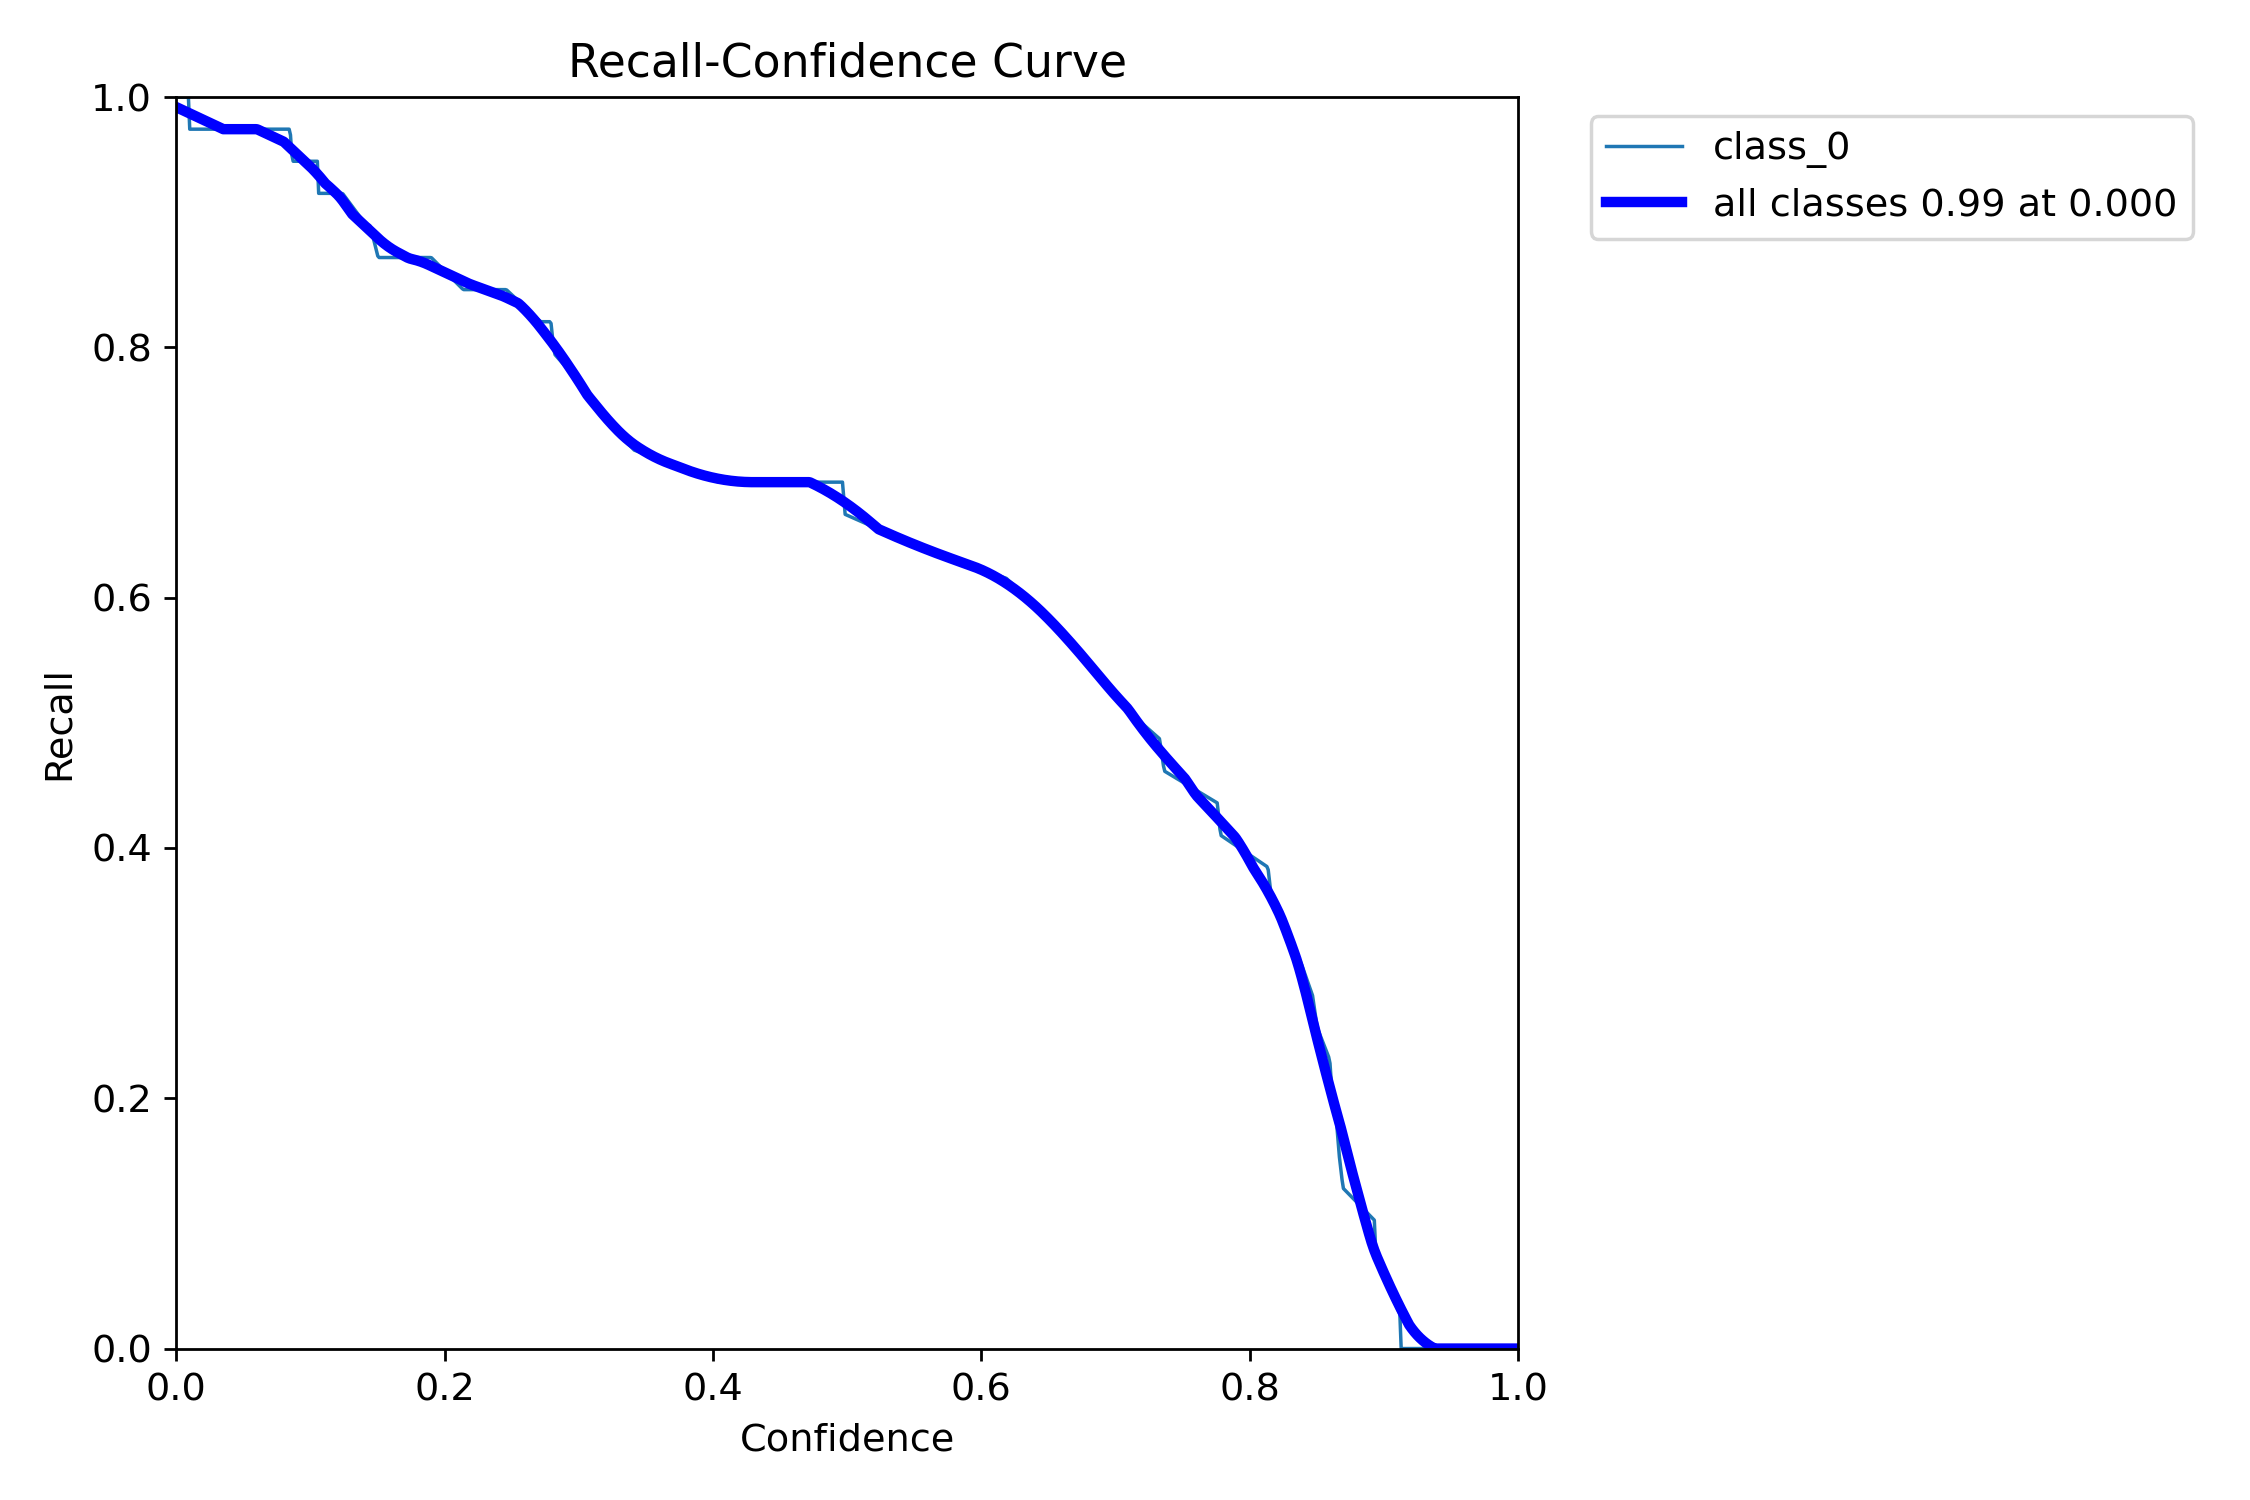 Recall-Confidence Curve
1.0
0.8
0.6
0.4
0.2
0.0
Recall
0.0 0.2 0.4 0.6 0.8 1.0
Confidence
class_0
all classes 0.99 at 0.000